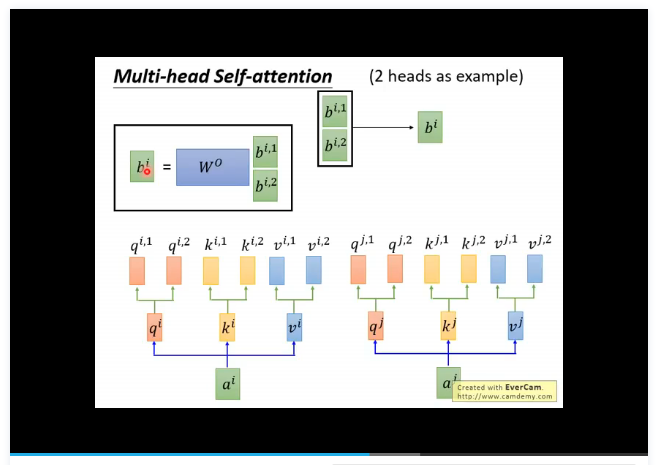 Multi-head Self-attention (2 heads as example)
b^{i,1}
b^{i,2}
b^i
b^i = W^O b^{i,1}
b^{i,2}
q^{i,1} q^{i,2} k^{i,1} k^{i,2} v^{i,1} v^{i,2} q^{j,1} q^{j,2} k^{j,1} k^{j,2} v^{j,1} v^{j,2}
q^i k^i v^i q^j k^j v^j
a^i a^j
Created with EverCam.
http://www.camdemy.com